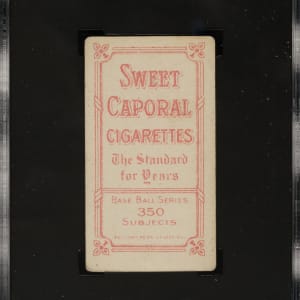 SWEET
CAPORAL
CIGARETTES
The Standard
for Years
BASE BALL SERIES
350
SUBJECTS